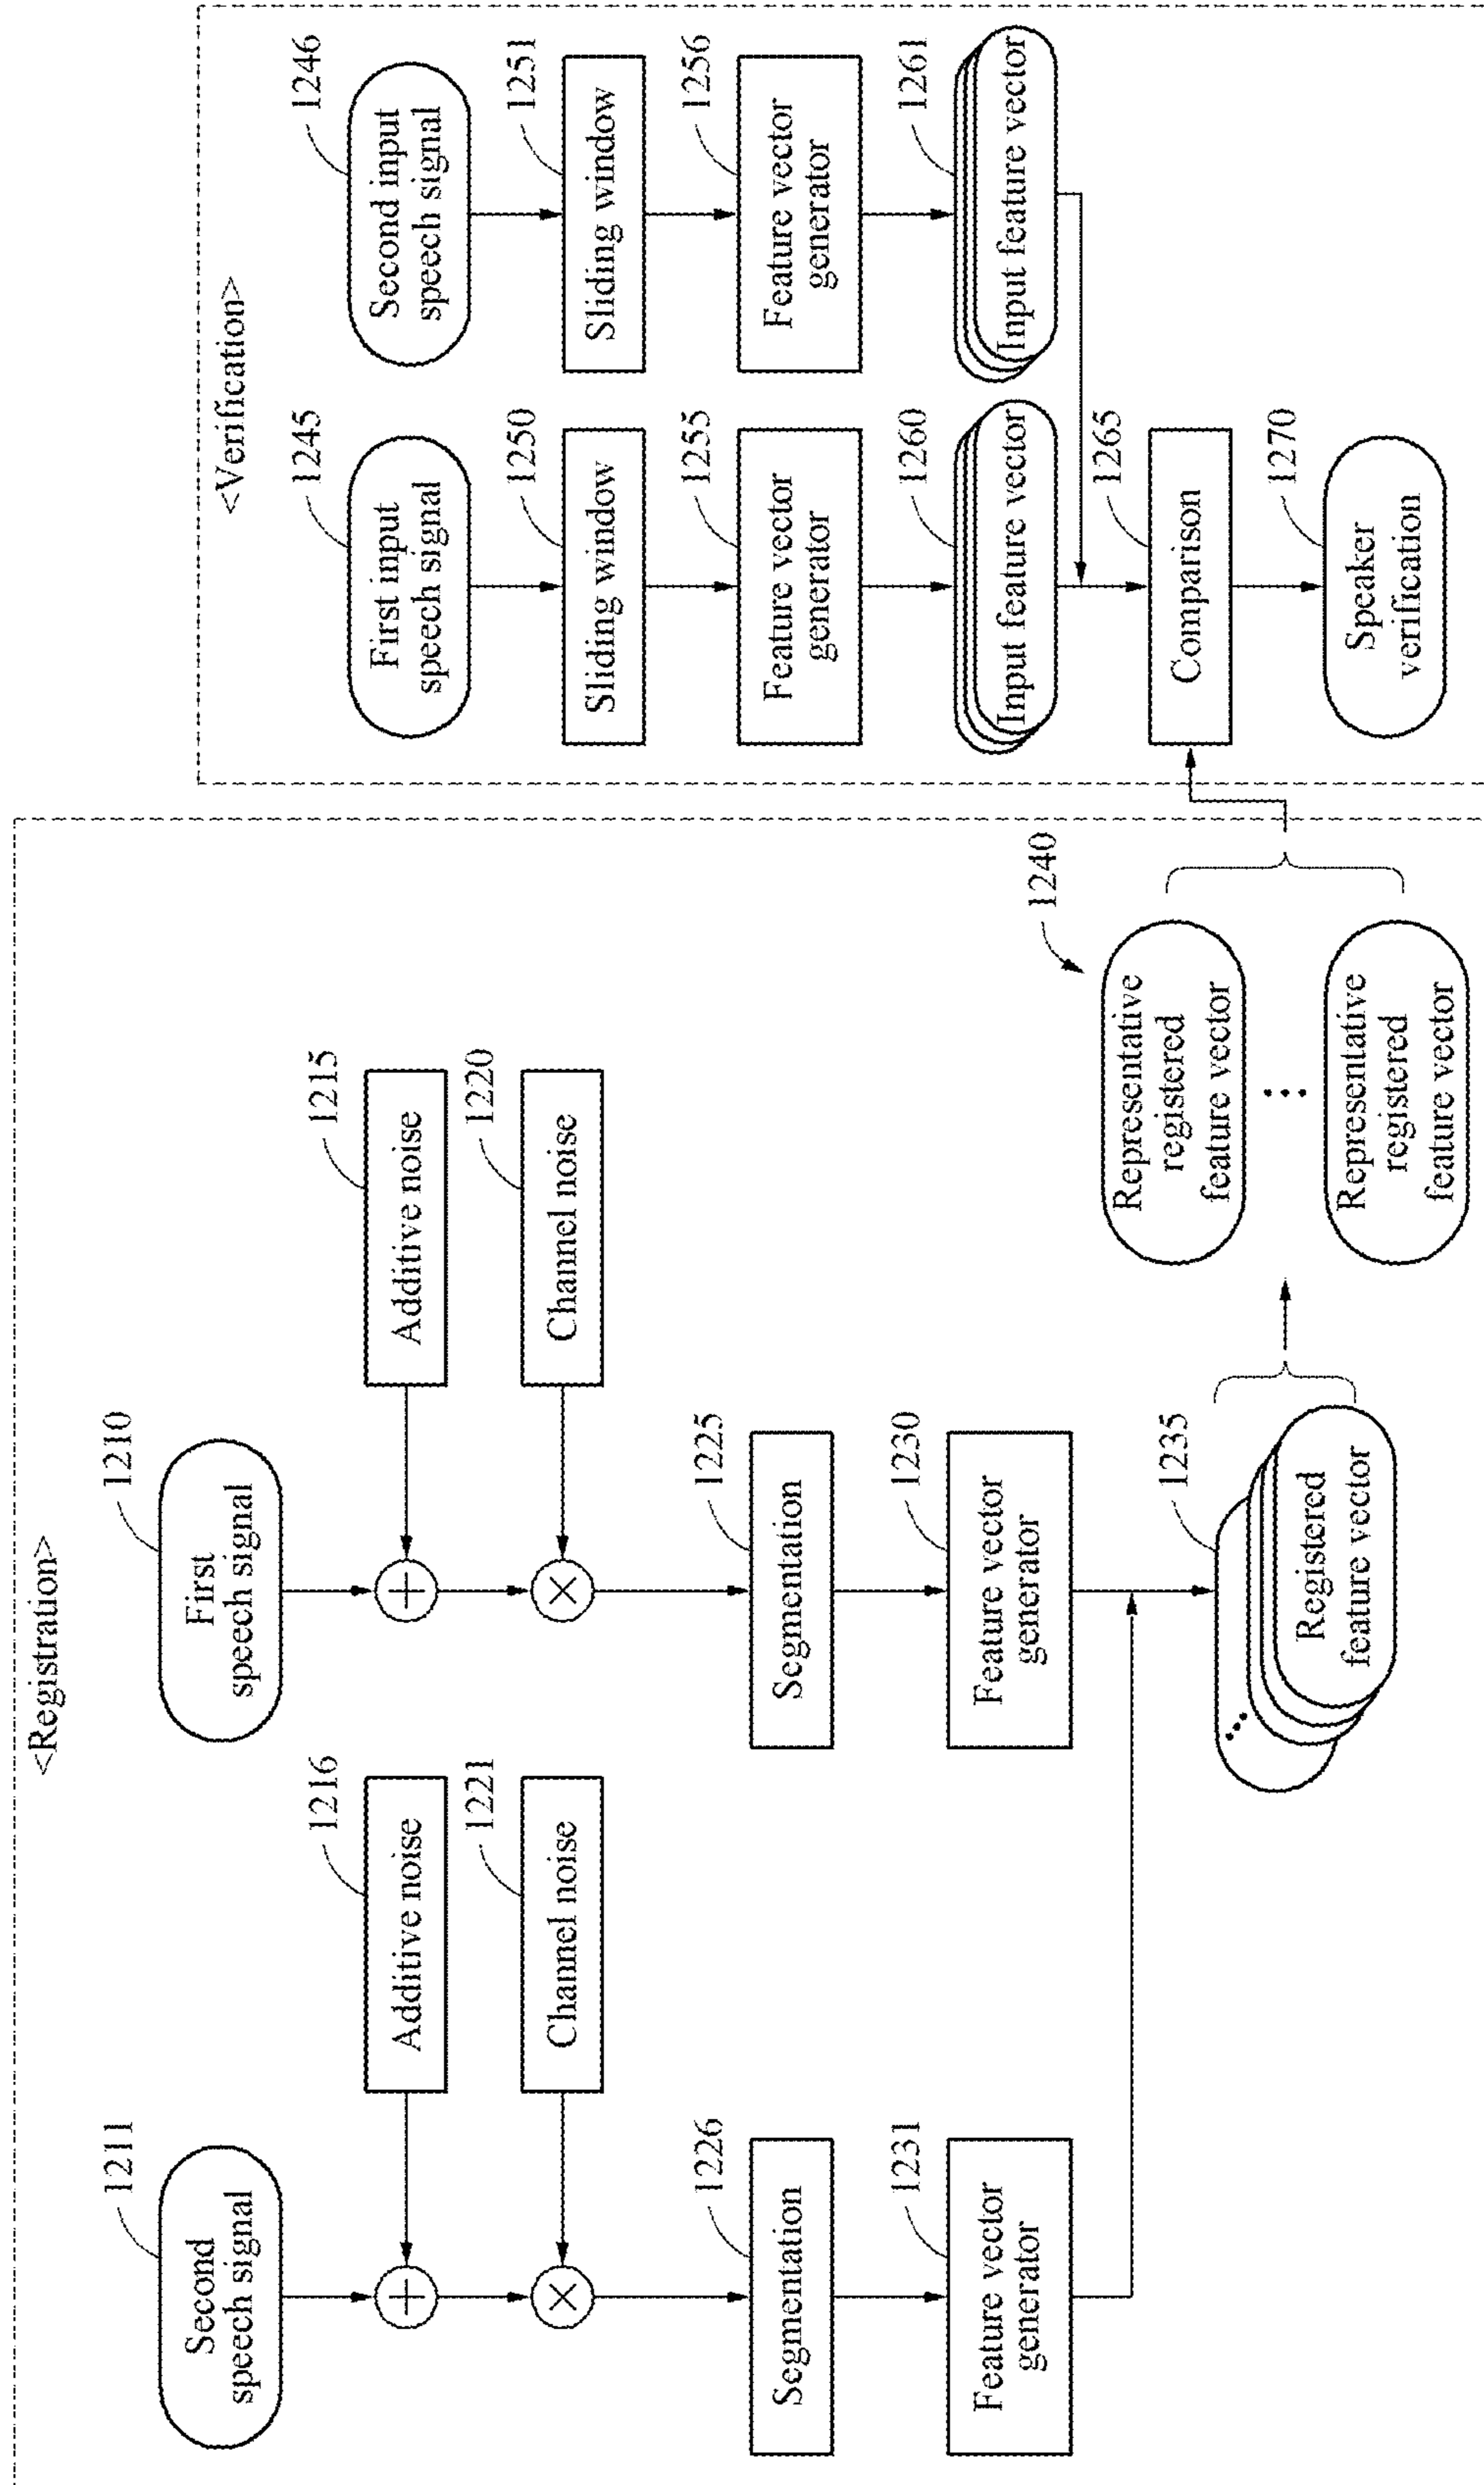 <Registration>
1211
Second
speech signal
1216
Additive noise
1221
Channel noise
1226
Segmentation
1231
Feature vector
generator
1210
First
speech signal
1215
Additive noise
1220
Channel noise
1225
Segmentation
1230
Feature vector
generator
1235
Registered
feature vector
1240
Representative
registered
feature vector
Representative
registered
feature vector
<Verification>
1245
First input
speech signal
1250
Sliding window
1255
Feature vector
generator
1260
Input feature vector
1246
Second input
speech signal
1251
Sliding window
1256
Feature vector
generator
1261
Input feature vector
1265
Comparison
1270
Speaker
verification